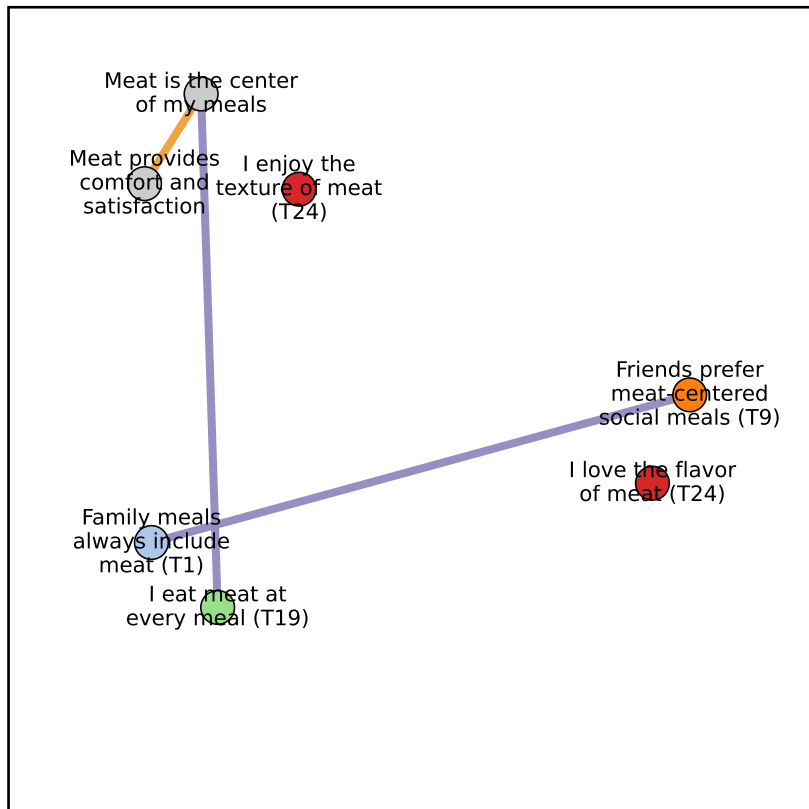 Meat is the center
of my meals
Meat provides
comfort and
satisfaction
I enjoy the
texture of meat
(T24)
Friends prefer
meat-centered
social meals (T9)
I love the flavor
of meat (T24)
Family meals
always include
meat (T1)
I eat meat at
every meal (T19)